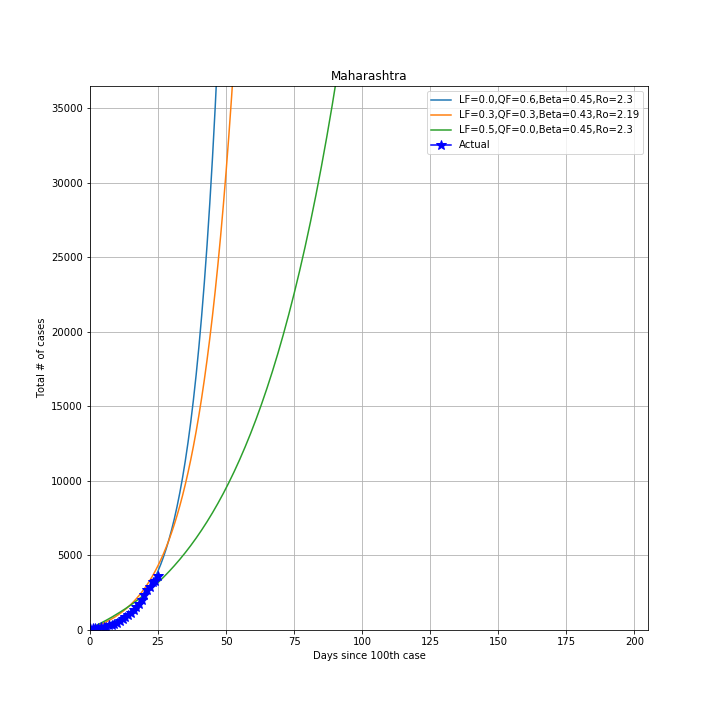 Maharashtra
LF=0.0,QF=0.6,Beta=0.45,Ro=2.3
LF=0.3,QF=0.3,Beta=0.43,Ro=2.19
LF=0.5,QF=0.0,Beta=0.45,Ro=2.3
Actual
Total # of cases
35000
30000
25000
20000
15000
10000
5000
0
0 25 50 75 100 125 150 175 200
Days since 100th case